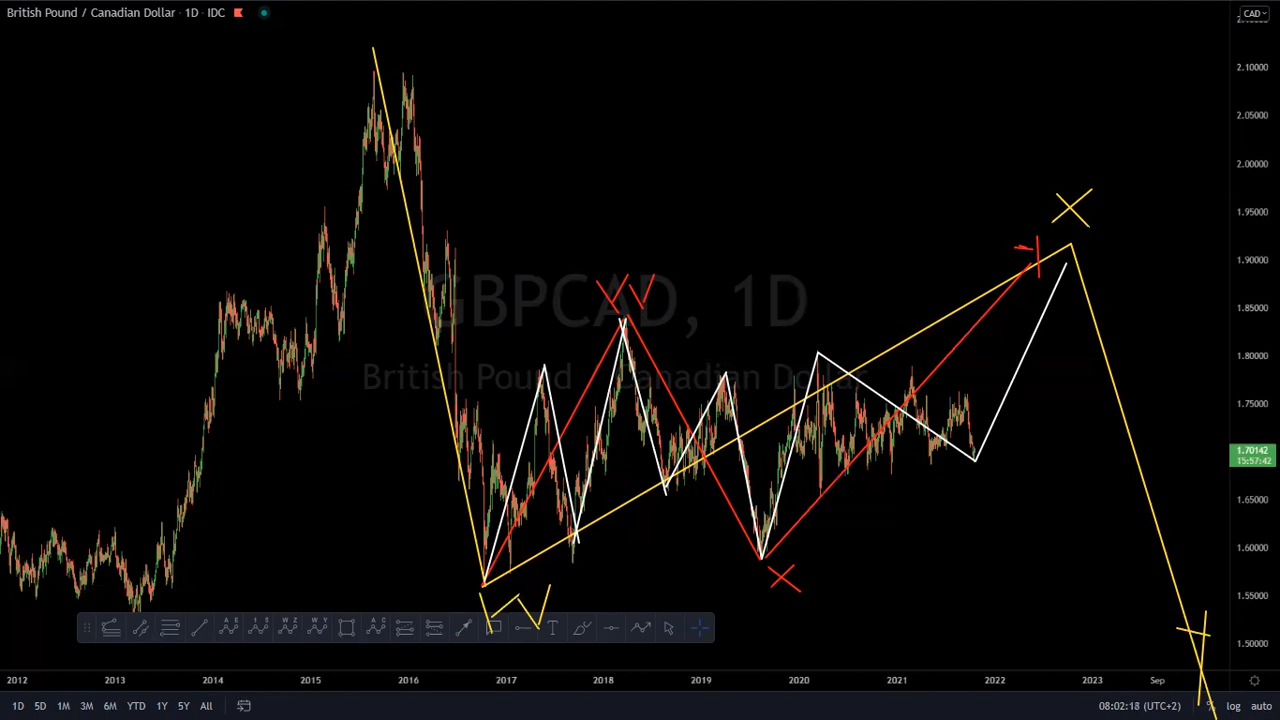 British Pound / Canadian Dollar · 1D · IDC
CAD
2.10000
2.05000
2.00000
1.95000
1.90000
1.85000
GBPCAD, 1D
1.80000
British Pound / Canadian Dollar
1.75000
1.70142
15:57:42
1.65000
1.60000
1.55000
1.50000
W
X
Y
W
X
Y
A E
1 5
W Z
W Y
A C
T
2012 2013 2014 2015 2016 2017 2018 2019 2020 2021 2022 2023 Sep
1D 5D 1M 3M 6M YTD 1Y 5Y All
08:02:18 (UTC+2) % log auto